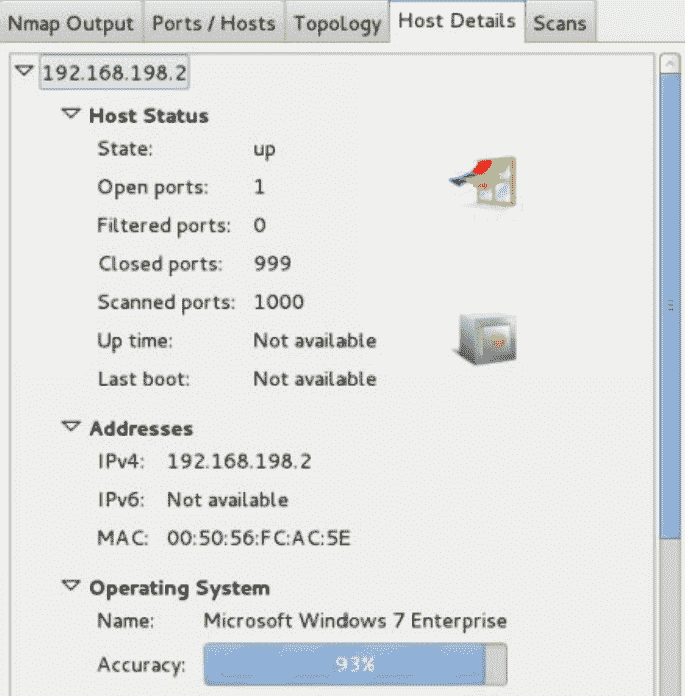 Nmap Output Ports / Hosts Topology Host Details Scans
192.168.198.2
Host Status
State: up
Open ports: 1
Filtered ports: 0
Closed ports: 999
Scanned ports: 1000
Up time: Not available
Last boot: Not available
Addresses
IPv4: 192.168.198.2
IPv6: Not available
MAC: 00:50:56:FC:AC:5E
Operating System
Name: Microsoft Windows 7 Enterprise
Accuracy: 93%